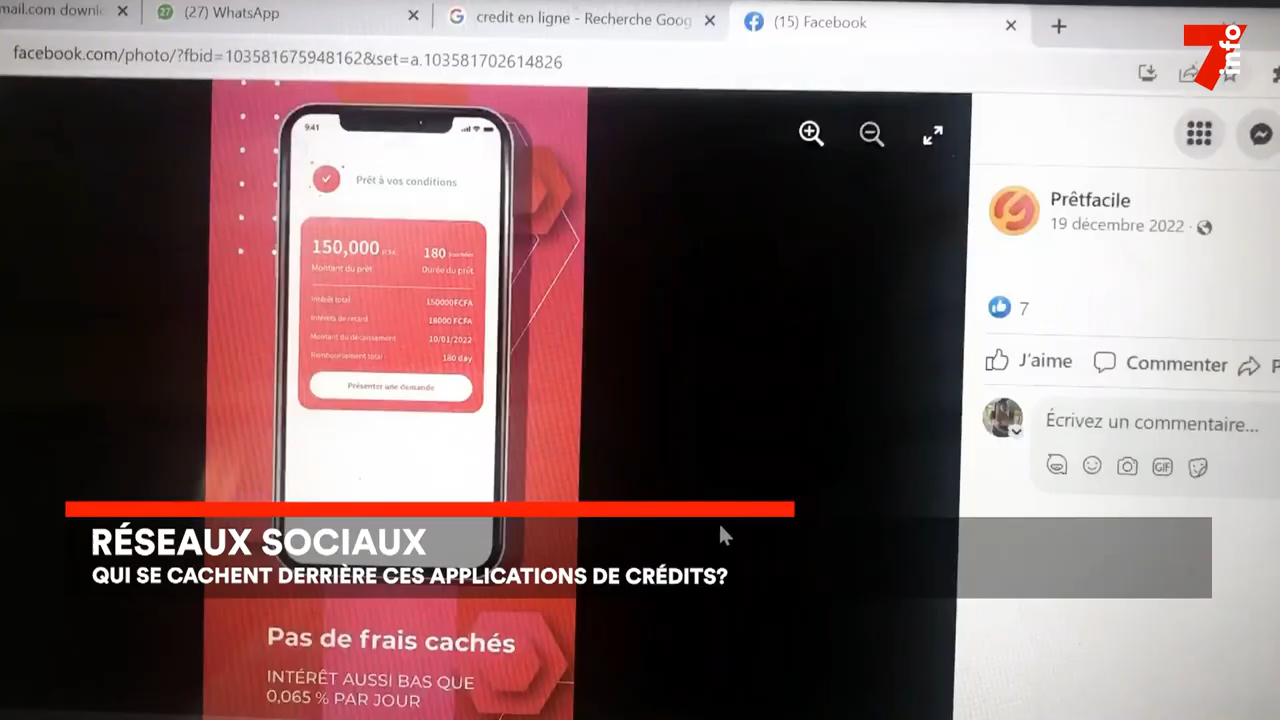 mail.com downl
(27) WhatsApp
credit en ligne - Recherche Goog
(15) Facebook
facebook.com/photo/?fbid=103581675948162&set=a.103581702614826
7 info
9:41
Prêt à vos conditions
150,000 FCFA
180
Montant du prêt
Durée du prêt
Intérêt total
150000FCFA
Intérêts de retard
18000 FCFA
Montant du décaissement
10/01/2022
Remboursement total
180 day
Présenter une demande
Prêtfacile
19 décembre 2022
7
J'aime
Commenter
P
Écrivez un commentaire...
GIF
RÉSEAUX SOCIAUX
QUI SE CACHENT DERRIÈRE CES APPLICATIONS DE CRÉDITS?
Pas de frais cachés
INTÉRÊT AUSSI BAS QUE
0,065 % PAR JOUR